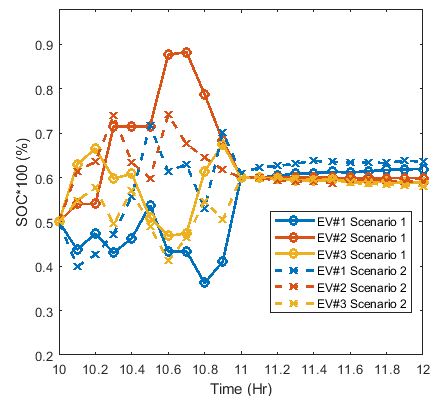 SOC*100 (%)
0.9
0.8
0.7
0.6
0.5
0.4
0.3
0.2
10 10.2 10.4 10.6 10.8 11 11.2 11.4 11.6 11.8 12
Time (Hr)
EV#1 Scenario 1
EV#2 Scenario 1
EV#3 Scenario 1
EV#1 Scenario 2
EV#2 Scenario 2
EV#3 Scenario 2